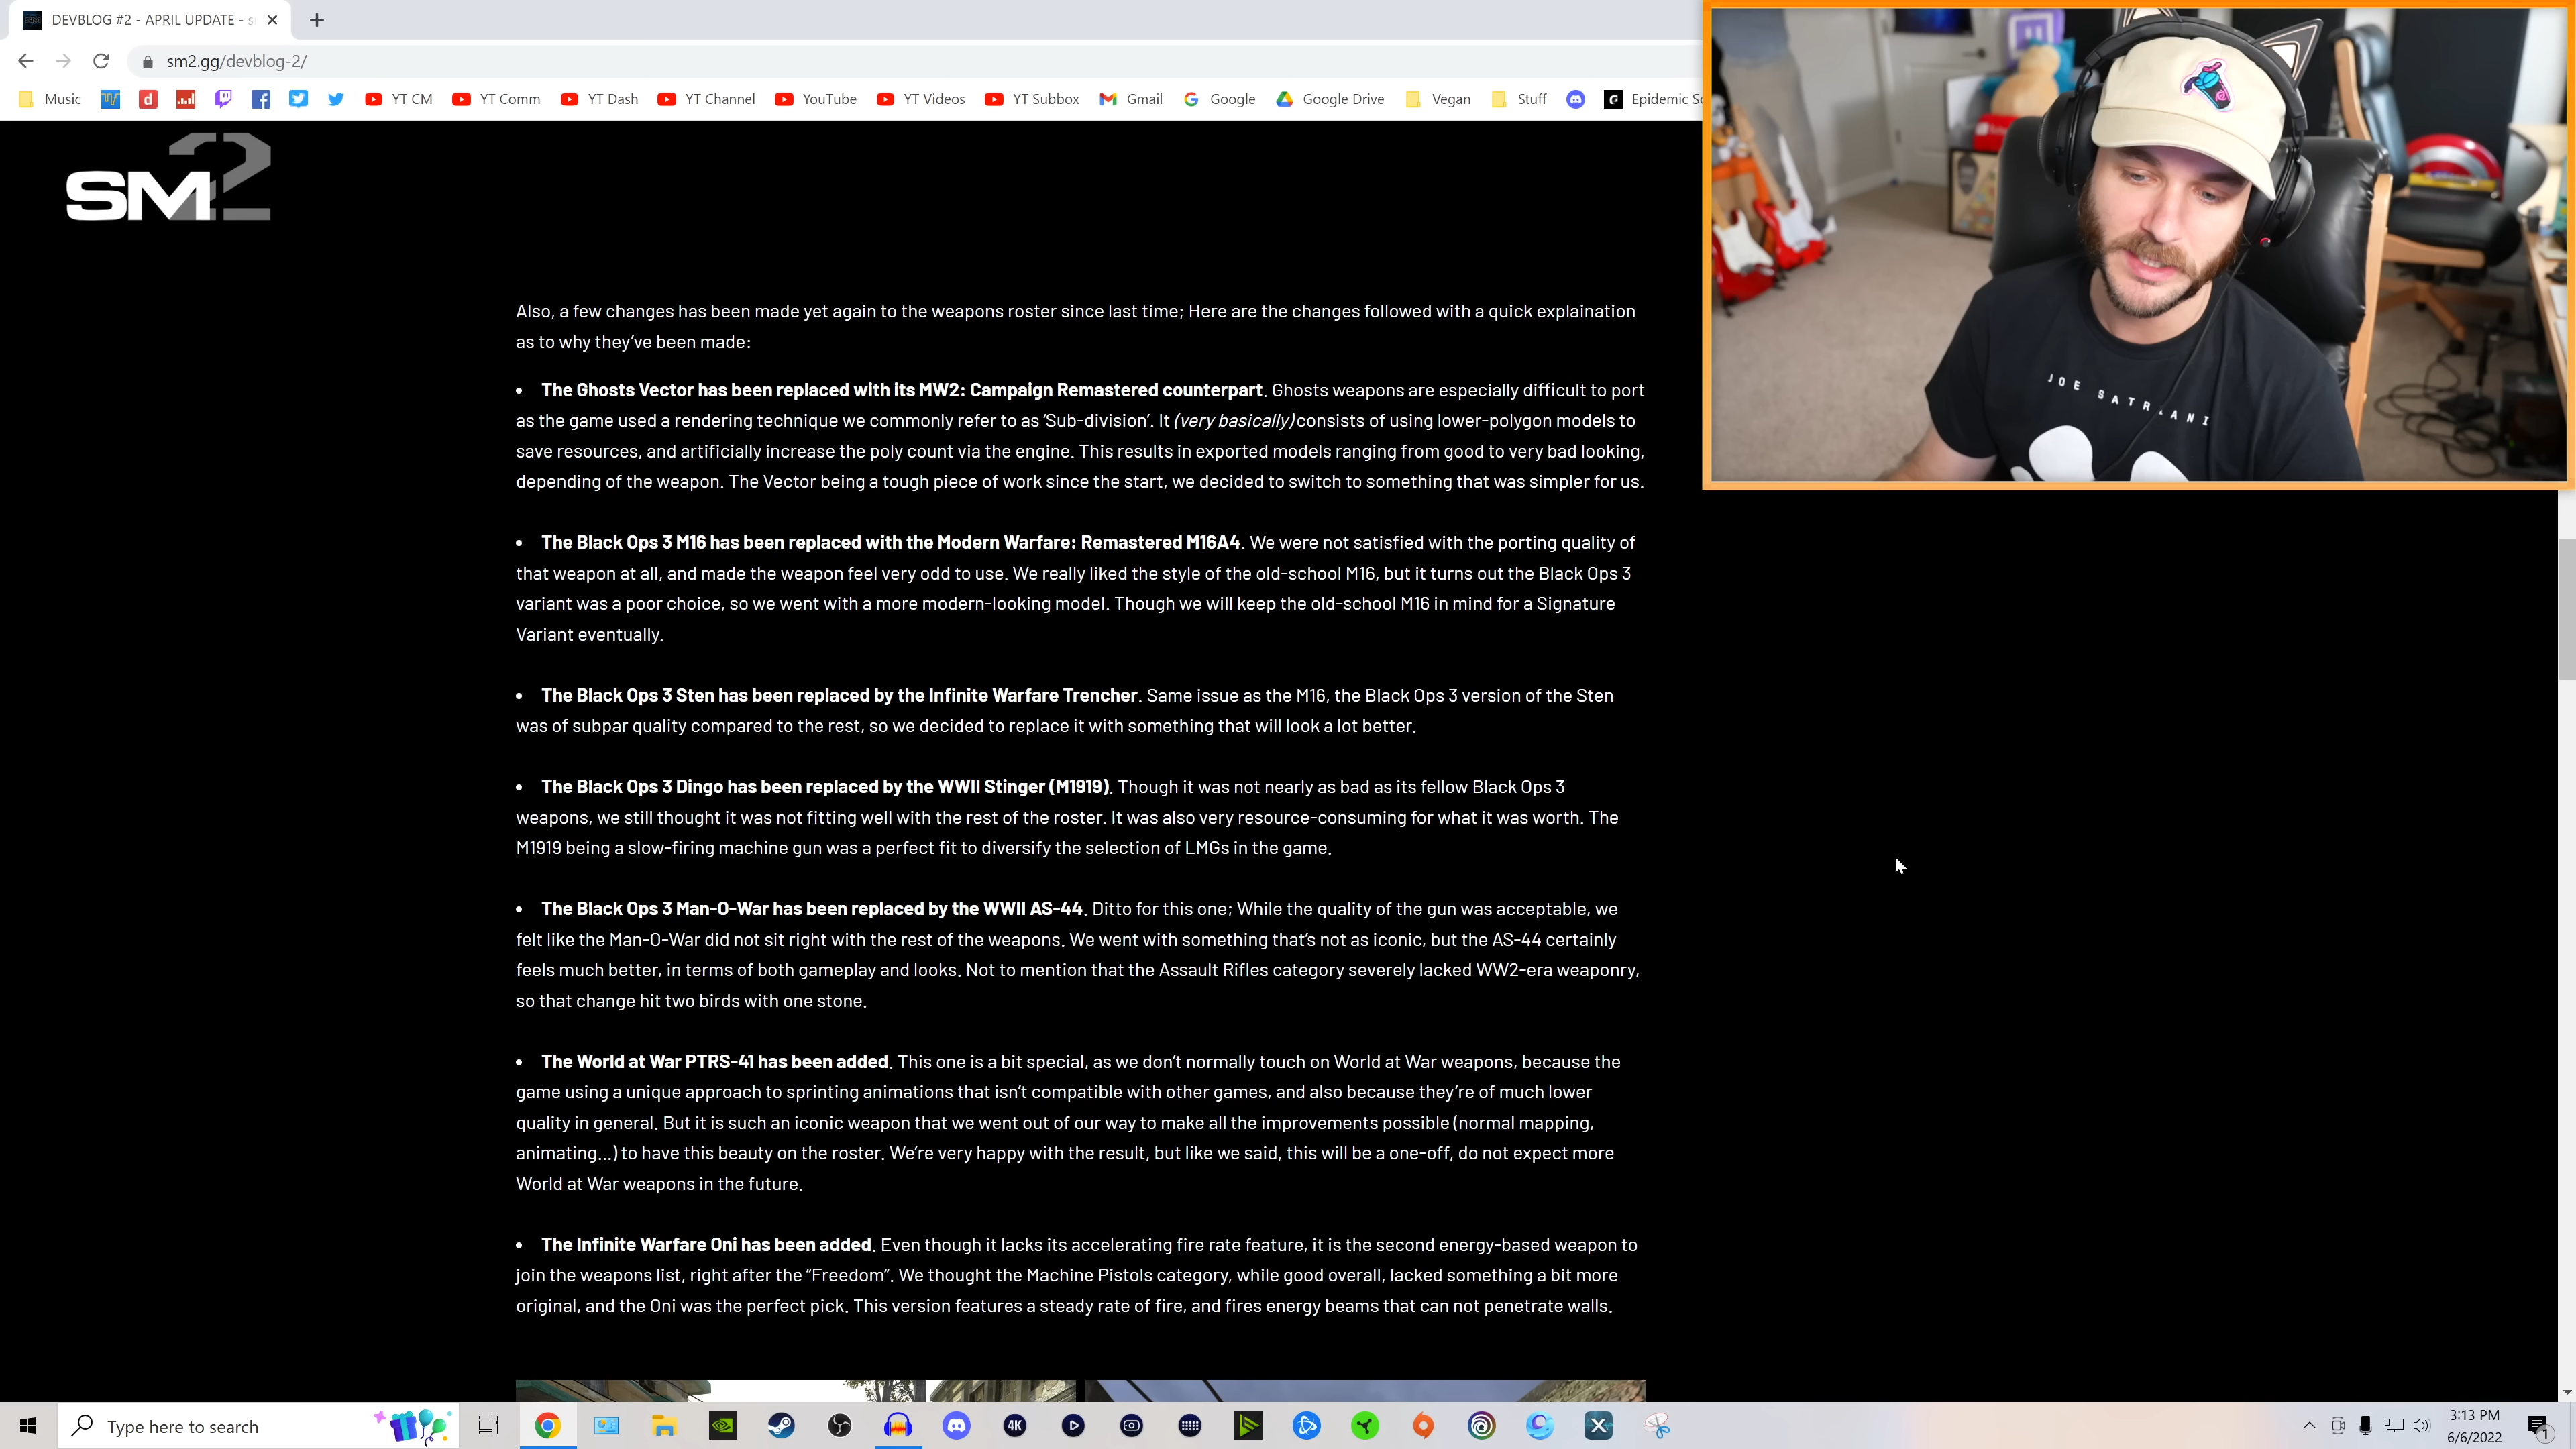 DEVBLOG #2 - APRIL UPDATE - s
sm2.gg/devblog-2/
Music YT CM YT Comm YT Dash YT Channel YouTube YT Videos YT Subbox Gmail Google Google Drive Vegan Stuff Epidemic
SM2
Also, a few changes has been made yet again to the weapons roster since last time; Here are the changes followed with a quick explaination
as to why they've been made:
• The Ghosts Vector has been replaced with its MW2: Campaign Remastered counterpart. Ghosts weapons are especially difficult to port
as the game used a rendering technique we commonly refer to as ‘Sub-division’. It (very basically) consists of using lower-polygon models to
save resources, and artificially increase the poly count via the engine. This results in exported models ranging from good to very bad looking,
depending of the weapon. The Vector being a tough piece of work since the start, we decided to switch to something that was simpler for us.
• The Black Ops 3 M16 has been replaced with the Modern Warfare: Remastered M16A4. We were not satisfied with the porting quality of
that weapon at all, and made the weapon feel very odd to use. We really liked the style of the old-school M16, but it turns out the Black Ops 3
variant was a poor choice, so we went with a more modern-looking model. Though we will keep the old-school M16 in mind for a Signature
Variant eventually.
• The Black Ops 3 Sten has been replaced by the Infinite Warfare Trencher. Same issue as the M16, the Black Ops 3 version of the Sten
was of subpar quality compared to the rest, so we decided to replace it with something that will look a lot better.
• The Black Ops 3 Dingo has been replaced by the WWII Stinger (M1919). Though it was not nearly as bad as its fellow Black Ops 3
weapons, we still thought it was not fitting well with the rest of the roster. It was also very resource-consuming for what it was worth. The
M1919 being a slow-firing machine gun was a perfect fit to diversify the selection of LMGs in the game.
• The Black Ops 3 Man-O-War has been replaced by the WWII AS-44. Ditto for this one; While the quality of the gun was acceptable, we
felt like the Man-O-War did not sit right with the rest of the weapons. We went with something that's not as iconic, but the AS-44 certainly
feels much better, in terms of both gameplay and looks. Not to mention that the Assault Rifles category severely lacked WW2-era weaponry,
so that change hit two birds with one stone.
• The World at War PTRS-41 has been added. This one is a bit special, as we don't normally touch on World at War weapons, because the
game using a unique approach to sprinting animations that isn't compatible with other games, and also because they're of much lower
quality in general. But it is such an iconic weapon that we went out of our way to make all the improvements possible (normal mapping,
animating...) to have this beauty on the roster. We're very happy with the result, but like we said, this will be a one-off, do not expect more
World at War weapons in the future.
• The Infinite Warfare Oni has been added. Even though it lacks its accelerating fire rate feature, it is the second energy-based weapon to
join the weapons list, right after the “Freedom”. We thought the Machine Pistols category, while good overall, lacked something a bit more
original, and the Oni was the perfect pick. This version features a steady rate of fire, and fires energy beams that can not penetrate walls.
JOE SATRIANI
Type here to search
4K
3:13 PM
6/6/2022
1